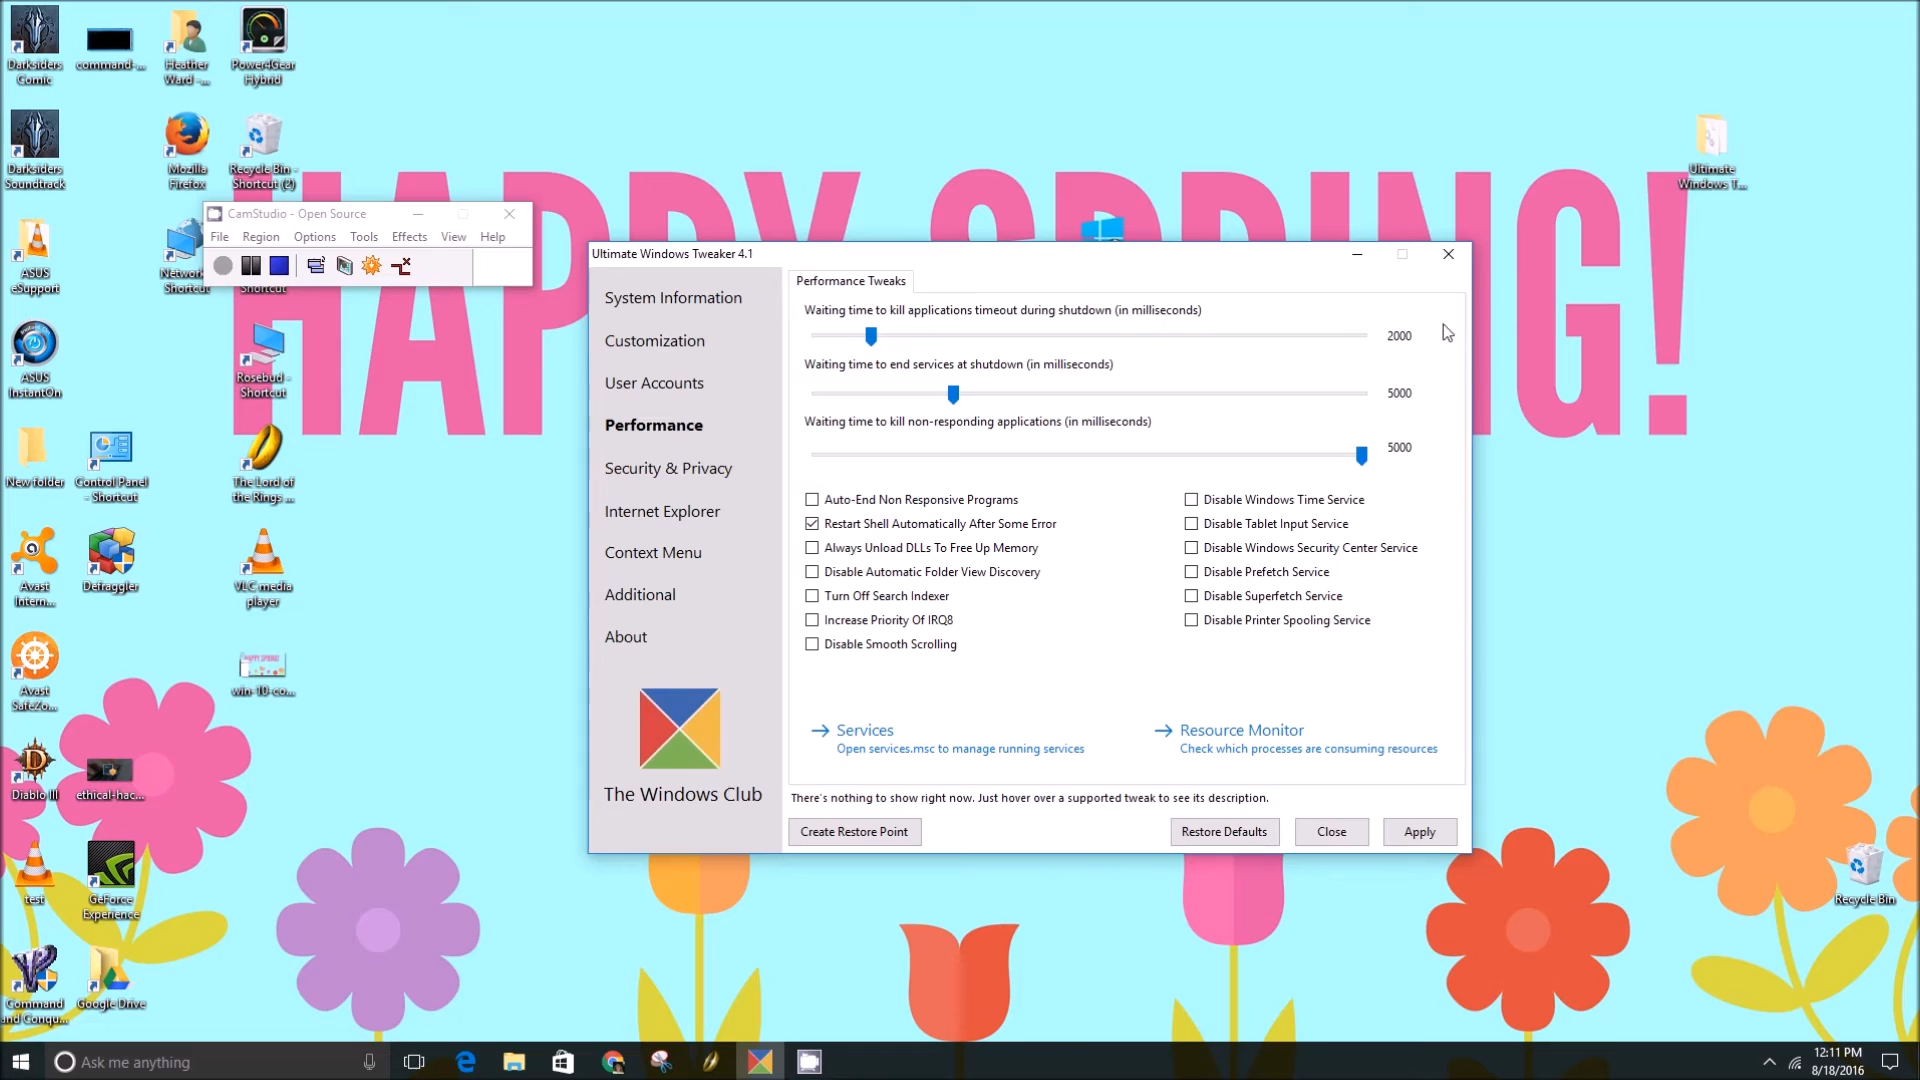 Darksiders
Comic
command-...
Heather
Ward -...
Power4Gear
Hybrid
Darksiders
Soundtrack
Mozilla
Firefox
Recycle Bin -
Shortcut (2)
Ultimate
Windows T...
HAPPY SPRING!
CamStudio - Open Source
File Region Options Tools Effects View Help
ASUS
eSupport
Network
Shortcut
Shortcut
ASUS
InstantOn
Rosebud -
Shortcut
New folder
Control Panel
- Shortcut
The Lord of
the Rings ...
Avast
Intern...
Defraggler
VLC media
player
Avast
SafeZo...
win-10-co...
Diablo III
ethical-hac...
test
GeForce
Experience
Command
and Conqu...
Google Drive
Recycle Bin
Ultimate Windows Tweaker 4.1
System Information
Customization
User Accounts
Performance
Security & Privacy
Internet Explorer
Context Menu
Additional
About
The Windows Club
Performance Tweaks
Waiting time to kill applications timeout during shutdown (in milliseconds)
2000
Waiting time to end services at shutdown (in milliseconds)
5000
Waiting time to kill non-responding applications (in milliseconds)
5000
Auto-End Non Responsive Programs
Restart Shell Automatically After Some Error
Always Unload DLLs To Free Up Memory
Disable Automatic Folder View Discovery
Turn Off Search Indexer
Increase Priority Of IRQ8
Disable Smooth Scrolling
Disable Windows Time Service
Disable Tablet Input Service
Disable Windows Security Center Service
Disable Prefetch Service
Disable Superfetch Service
Disable Printer Spooling Service
Services
Open services.msc to manage running services
Resource Monitor
Check which processes are consuming resources
There's nothing to show right now. Just hover over a supported tweak to see its description.
Create Restore Point
Restore Defaults
Close
Apply
Ask me anything
12:11 PM
8/18/2016